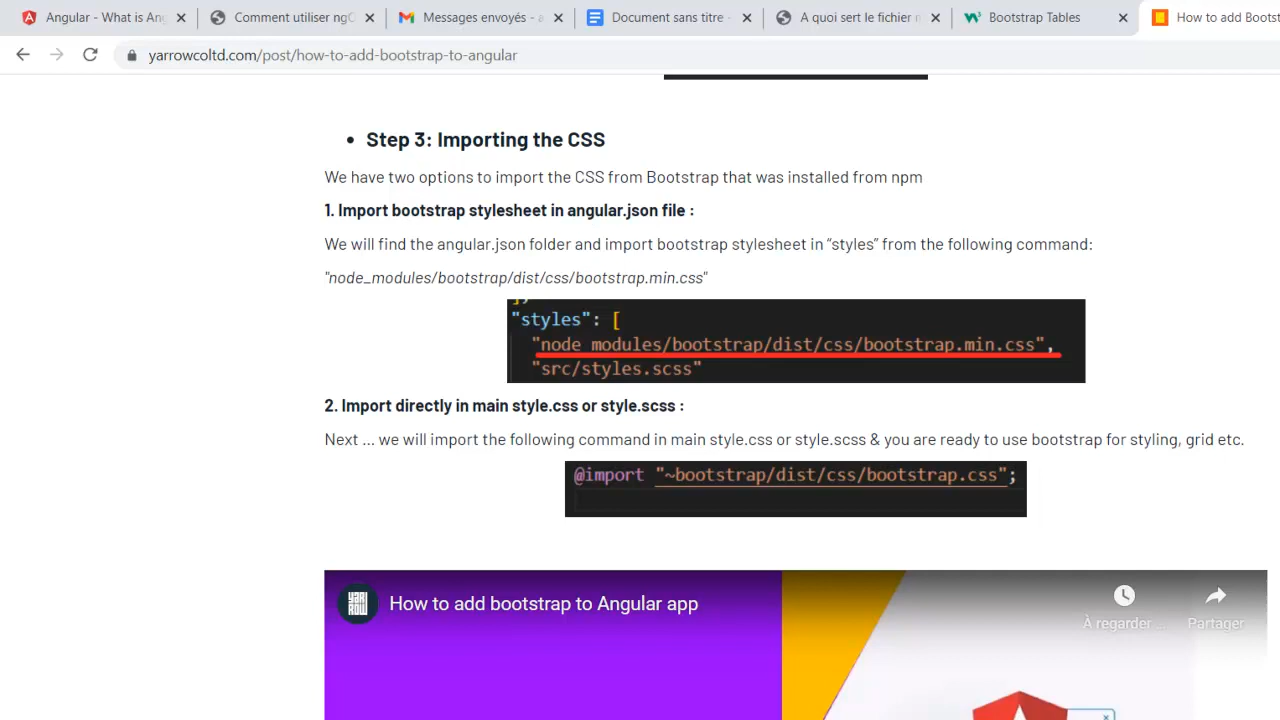 Angular - What is An
Comment utiliser ngO
Messages envoyés - a
Document sans titre -
A quoi sert le fichier
Bootstrap Tables
How to add Boots
yarrowcoltd.com/post/how-to-add-bootstrap-to-angular
• Step 3: Importing the CSS
We have two options to import the CSS from Bootstrap that was installed from npm
1. Import bootstrap stylesheet in angular.json file :
We will find the angular.json folder and import bootstrap stylesheet in “styles” from the following command:
"node_modules/bootstrap/dist/css/bootstrap.min.css"
"styles": [
"node_modules/bootstrap/dist/css/bootstrap.min.css",
"src/styles.scss"
2. Import directly in main style.css or style.scss :
Next ... we will import the following command in main style.css or style.scss & you are ready to use bootstrap for styling, grid etc.
@import "~bootstrap/dist/css/bootstrap.css";
YARROW
How to add bootstrap to Angular app
À regarder ...
Partager